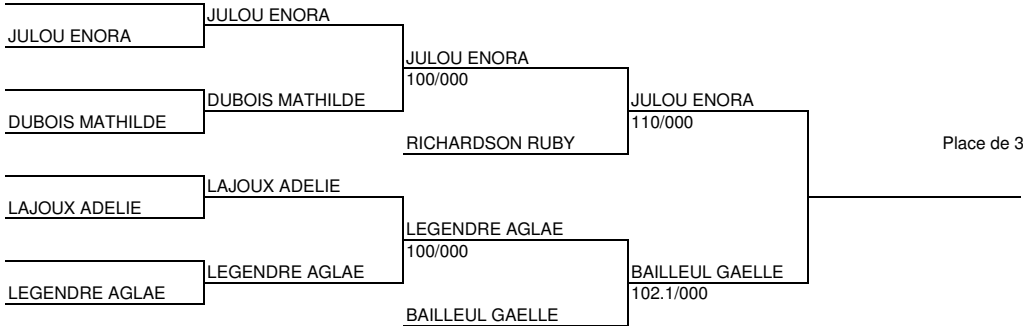 JULOU ENORA
JULOU ENORA
JULOU ENORA
100/000
DUBOIS MATHILDE
DUBOIS MATHILDE
JULOU ENORA
110/000
RICHARDSON RUBY
Place de 3
LAJOUX ADELIE
LAJOUX ADELIE
LEGENDRE AGLAE
100/000
LEGENDRE AGLAE
LEGENDRE AGLAE
BAILLEUL GAELLE
102.1/000
BAILLEUL GAELLE